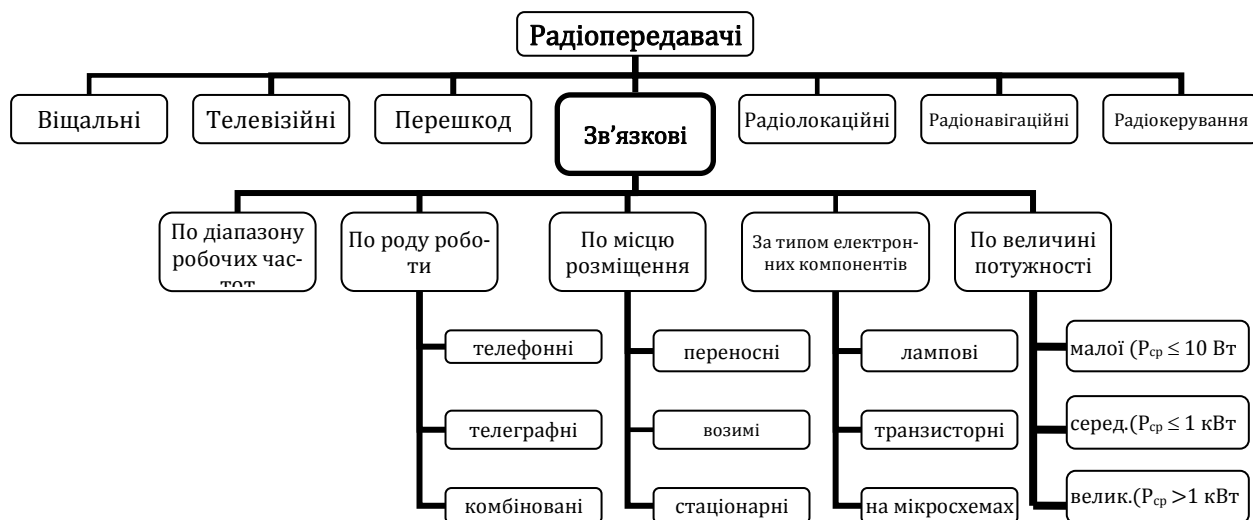 Радіопередавачі
Віщальні
Телевізійні
Перешкод
Зв’язкові
Радіолокаційні
Радіонавігаційні
Радіокерування
По діапазону
робочих час-
тот
По роду робо-
ти
По місцю
розміщення
За типом електрон-
них компонентів
По величині
потужності
телефонні
телеграфні
комбіновані
переносні
возимі
стаціонарні
лампові
транзисторні
на мікросхемах
малої (Pср ≤ 10 Вт
серед.(Pср ≤ 1 кВт
велик.(Pср >1 кВт